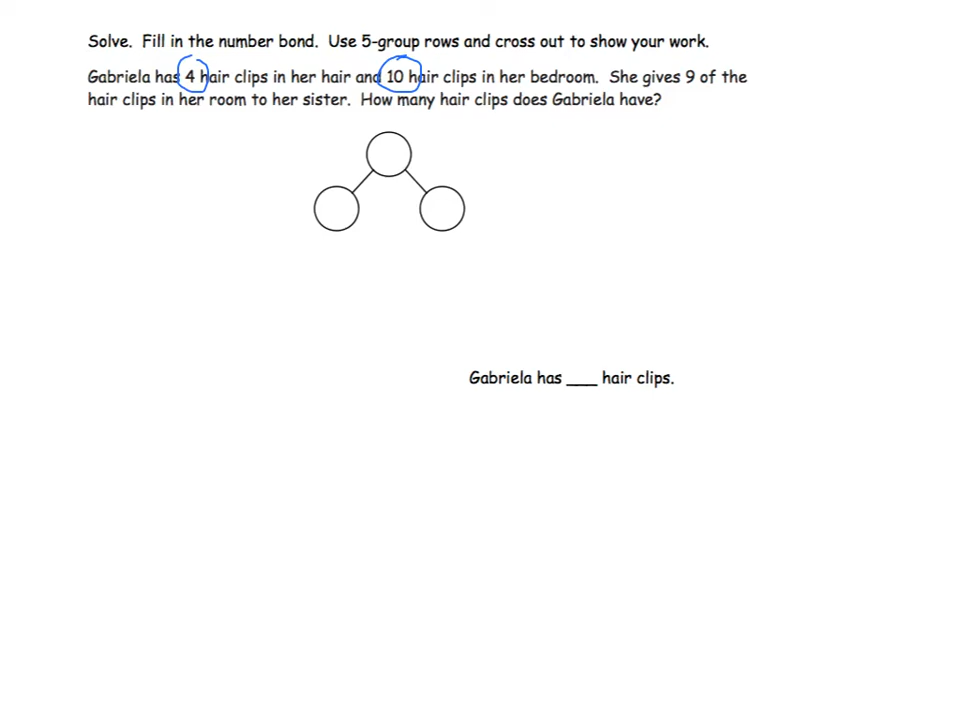 Solve. Fill in the number bond. Use 5-group rows and cross out to show your work.
Gabriela has 4 hair clips in her hair and 10 hair clips in her bedroom. She gives 9 of the
hair clips in her room to her sister. How many hair clips does Gabriela have?
Gabriela has ___ hair clips.